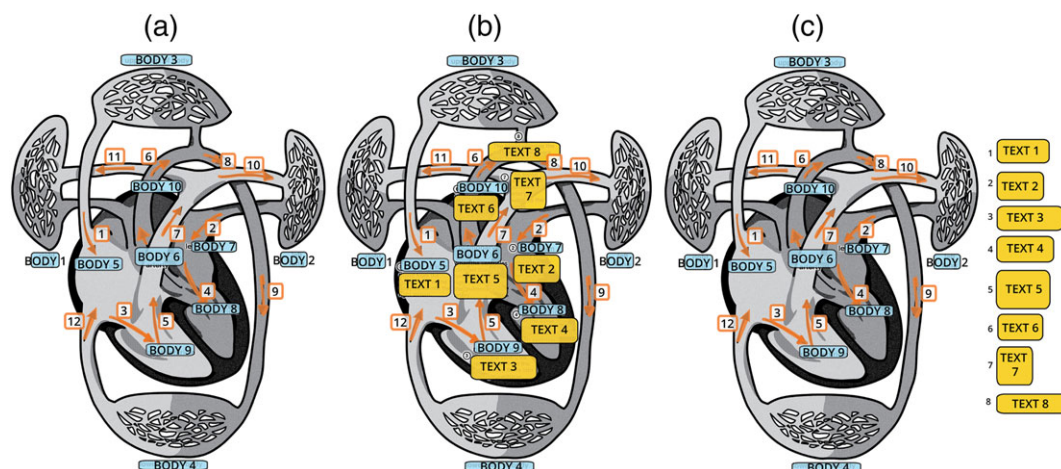 (a)
BODY 3
11
6
8
10
BODY 10
1
7
2
BODY 1
BODY 5
BODY 6
BODY 7
BODY 2
4
9
12
3
5
BODY 8
BODY 9
BODY 4
(b)
BODY 3
TEXT 8
11
6
8
10
BODY 10
TEXT
7
TEXT 6
1
7
2
BODY 1
BODY 5
BODY 6
BODY 7
BODY 2
TEXT 1
TEXT 5
TEXT 2
4
9
12
3
5
BODY 8
TEXT 4
BODY 9
TEXT 3
BODY 4
(c)
BODY 3
11
6
8
10
BODY 10
1
7
2
BODY 1
BODY 5
BODY 6
BODY 7
BODY 2
4
9
12
3
5
BODY 8
BODY 9
BODY 4
1 TEXT 1
2 TEXT 2
3 TEXT 3
4 TEXT 4
5 TEXT 5
6 TEXT 6
7 TEXT
7
8 TEXT 8